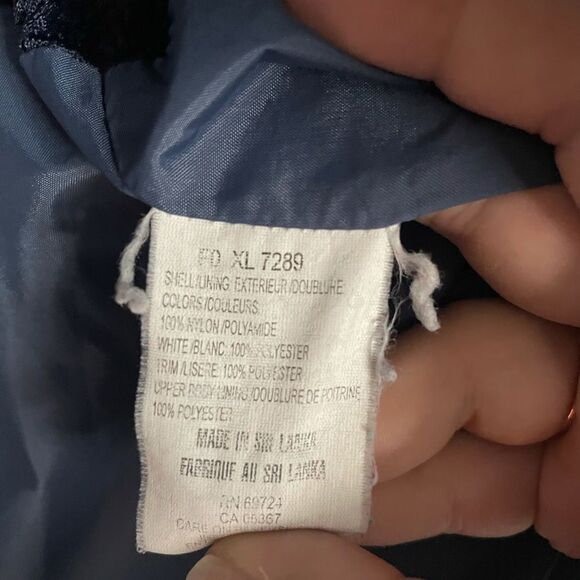 FD XL 7289
SHELL/LINING EXTERIEUR/DOUBLURE
COLORS/COULEURS
100% NYLON/POLYAMIDE
WHITE/BLANC: 100% POLYESTER
TRIM/LISERE: 100% POLYESTER
UPPER BODY LINING/DOUBLURE DE POITRINE
100% POLYESTER
MADE IN SRI LANKA
FABRIQUE AU SRI LANKA
RN 69724
CA 05367
CARE ON